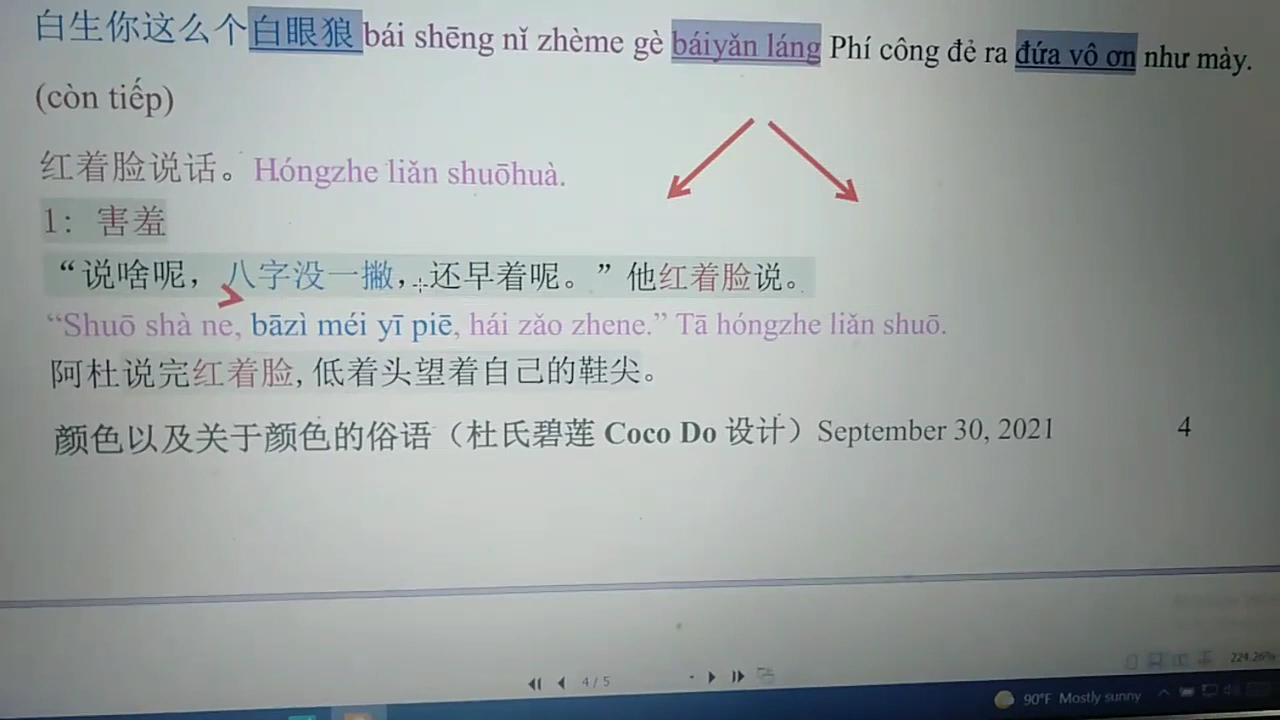 白生你这么个白眼狼 bái shēng nǐ zhème gè báiyǎn láng Phí công đẻ ra đứa vô ơn như mày.
(còn tiếp)
红着脸说话。Hóngzhe liǎn shuōhuà.
1：害羞
“说啥呢，八字没一撇，还早着呢。”他红着脸说。
“Shuō shà ne, bāzì méi yī piē, hái zǎo zhene.” Tā hóngzhe liǎn shuō.
阿杜说完红着脸,低着头望着自己的鞋尖。
颜色以及关于颜色的俗语（杜氏碧莲 Coco Do 设计）September 30, 2021 4
4 / 5
224.26%
90°F Mostly sunny